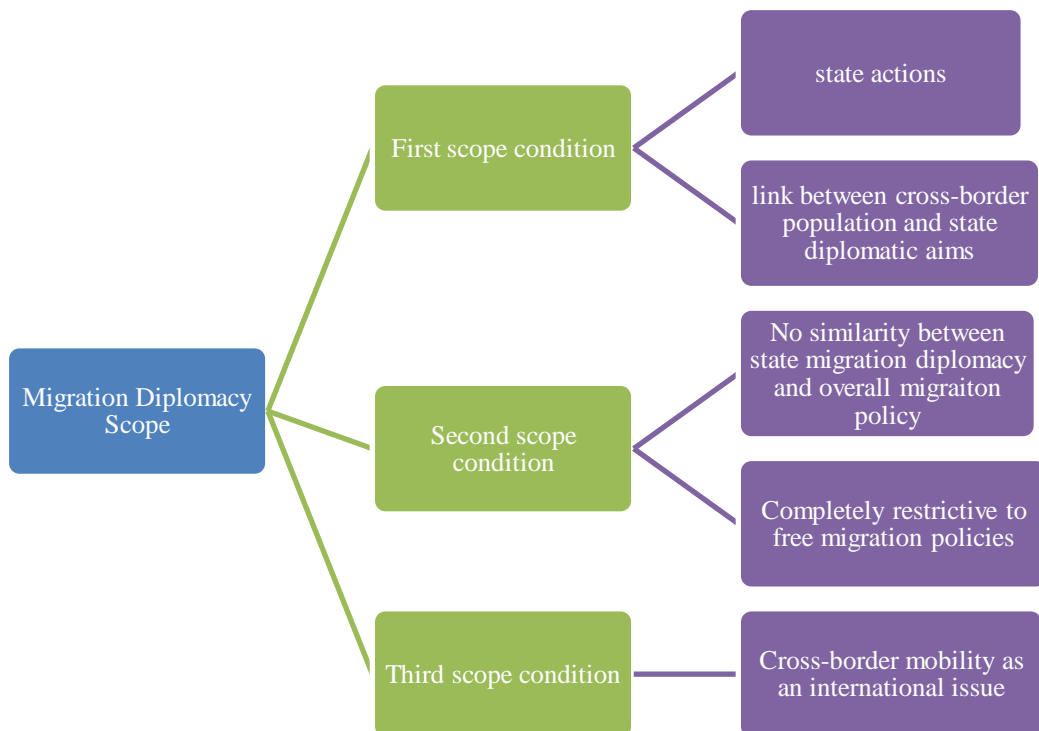 Migration Diplomacy
Scope
First scope condition
state actions
link between cross-border
population and state
diplomatic aims
Second scope
condition
No similarity between
state migration diplomacy
and overall migraiton
policy
Completely restrictive to
free migration policies
Third scope condition
Cross-border mobility as
an international issue